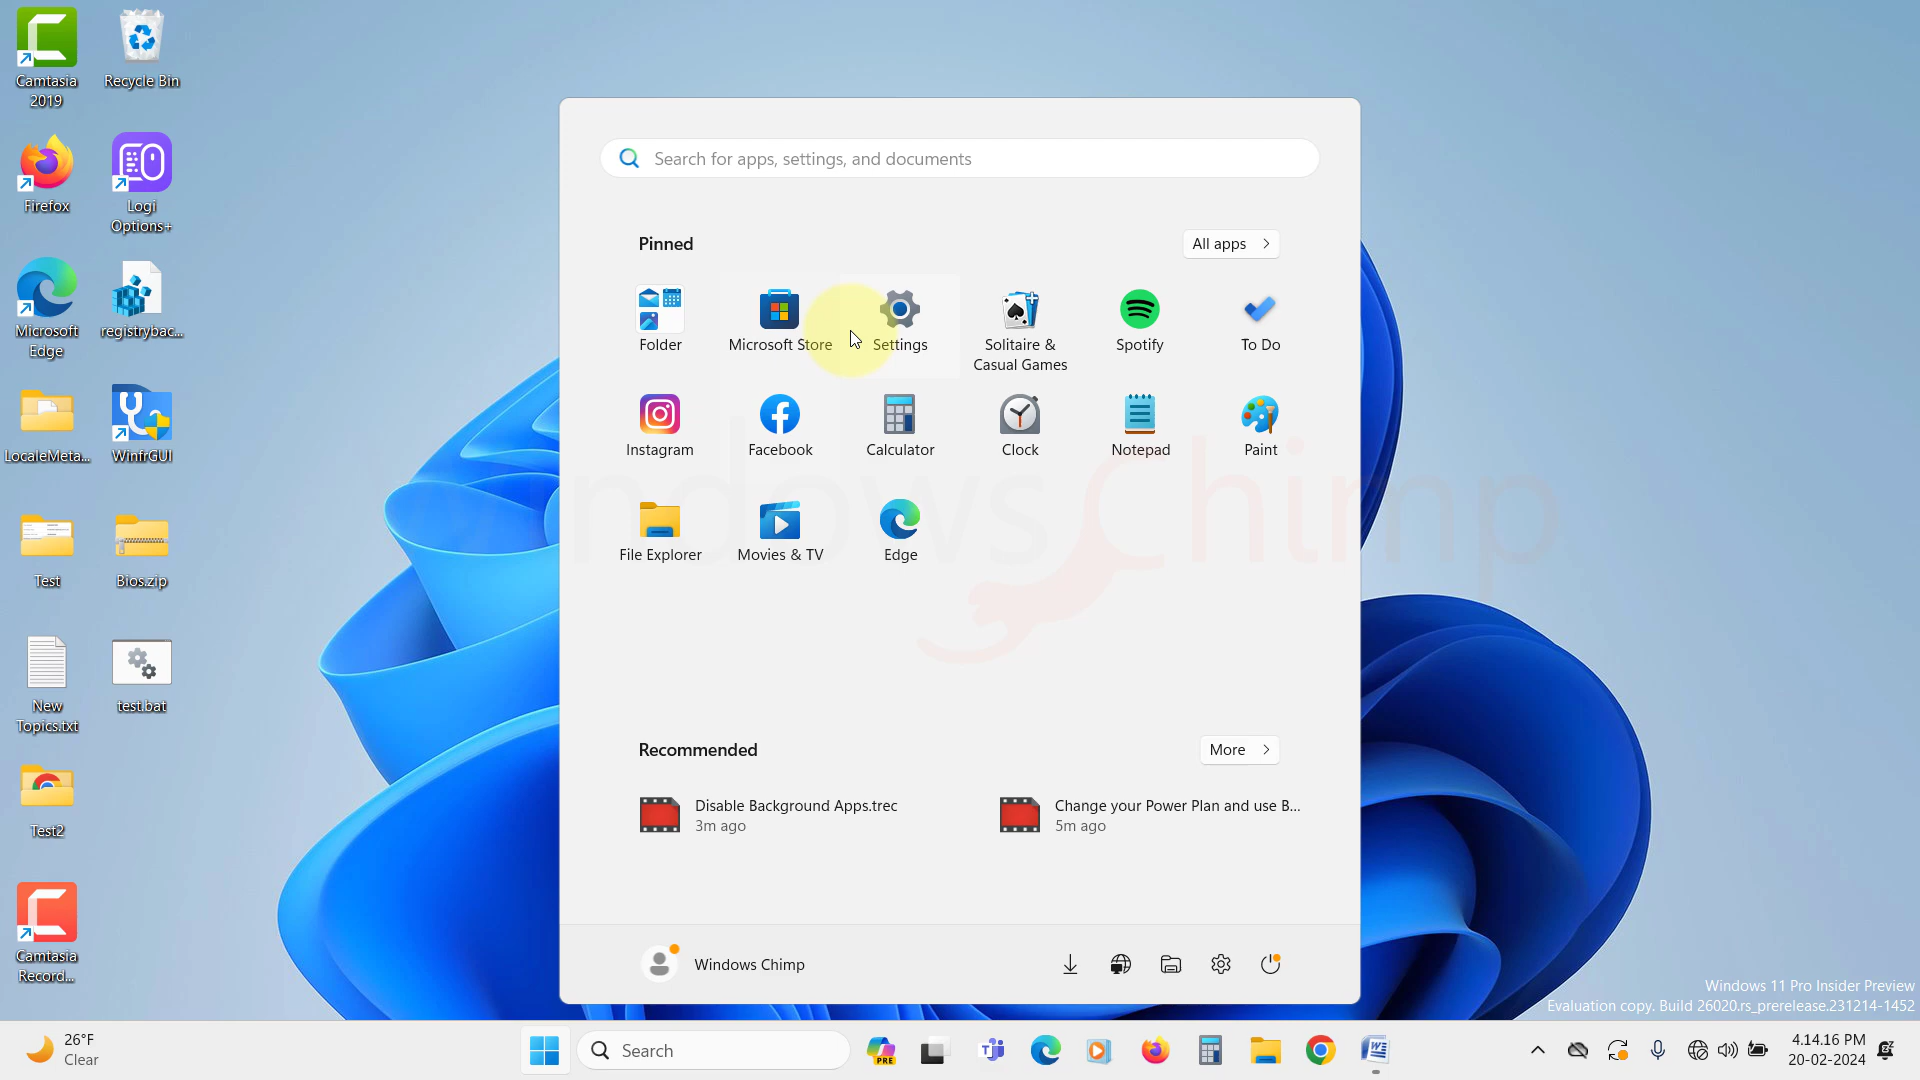 Camtasia
2019
Recycle Bin
Firefox
Logi
Options+
Microsoft
Edge
registrybac...
LocaleMeta...
WinfrGUI
Test
Bios.zip
New
Topics.txt
test.bat
Test2
Camtasia
Record...
Search for apps, settings, and documents
Pinned
All apps
Folder
Microsoft Store
Settings
Solitaire &
Casual Games
Spotify
To Do
Instagram
Facebook
Calculator
Clock
Notepad
Paint
indows Chimp
File Explorer
Movies & TV
Edge
Recommended
More
Disable Background Apps.trec
3m ago
Change your Power Plan and use B...
5m ago
Windows Chimp
Windows 11 Pro Insider Preview
Evaluation copy. Build 26020.rs_prerelease.231214-1452
26°F
Clear
Search
PRE
4.14.16 PM
20-02-2024